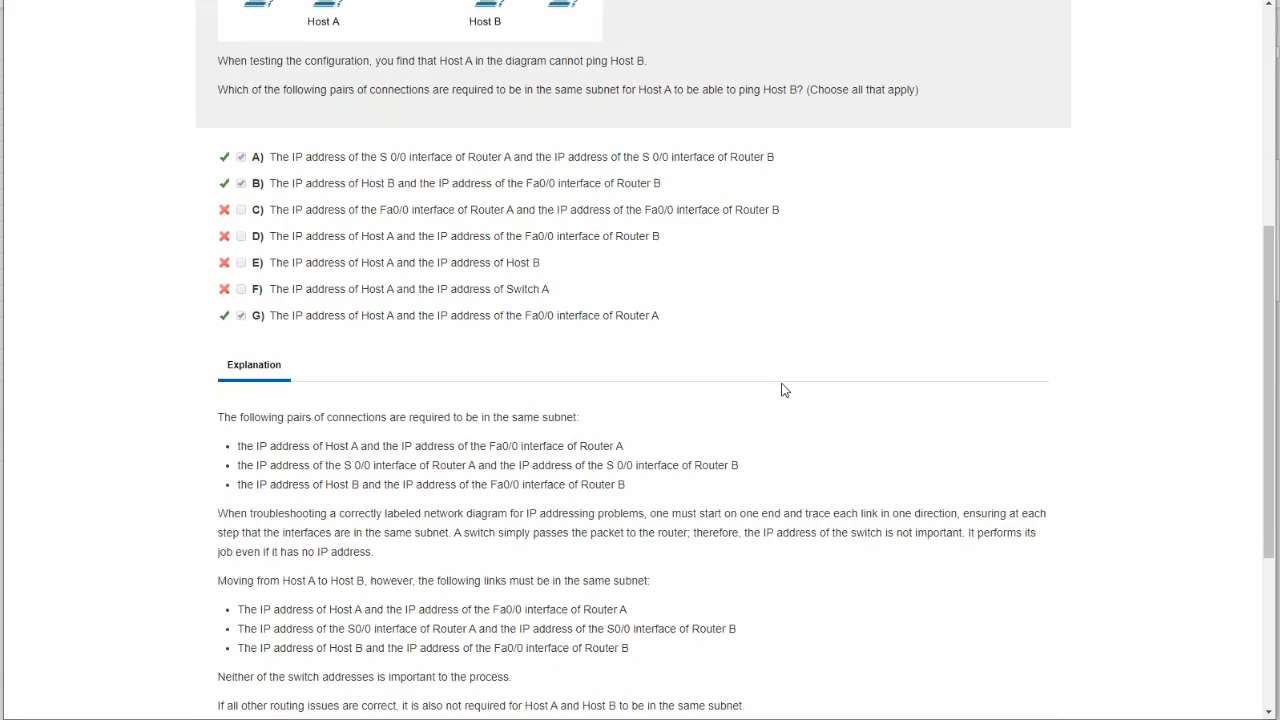 Host A Host B
When testing the configuration, you find that Host A in the diagram cannot ping Host B.
Which of the following pairs of connections are required to be in the same subnet for Host A to be able to ping Host B? (Choose all that apply)
A) The IP address of the S 0/0 interface of Router A and the IP address of the S 0/0 interface of Router B
B) The IP address of Host B and the IP address of the Fa0/0 interface of Router B
C) The IP address of the Fa0/0 interface of Router A and the IP address of the Fa0/0 interface of Router B
D) The IP address of Host A and the IP address of the Fa0/0 interface of Router B
E) The IP address of Host A and the IP address of Host B
F) The IP address of Host A and the IP address of Switch A
G) The IP address of Host A and the IP address of the Fa0/0 interface of Router A
Explanation
The following pairs of connections are required to be in the same subnet:
• the IP address of Host A and the IP address of the Fa0/0 interface of Router A
• the IP address of the S 0/0 interface of Router A and the IP address of the S 0/0 interface of Router B
• the IP address of Host B and the IP address of the Fa0/0 interface of Router B
When troubleshooting a correctly labeled network diagram for IP addressing problems, one must start on one end and trace each link in one direction, ensuring at each
step that the interfaces are in the same subnet. A switch simply passes the packet to the router; therefore, the IP address of the switch is not important. It performs its
job even if it has no IP address.
Moving from Host A to Host B, however, the following links must be in the same subnet:
• The IP address of Host A and the IP address of the Fa0/0 interface of Router A
• The IP address of the S0/0 interface of Router A and the IP address of the S0/0 interface of Router B
• The IP address of Host B and the IP address of the Fa0/0 interface of Router B
Neither of the switch addresses is important to the process.
If all other routing issues are correct, it is also not required for Host A and Host B to be in the same subnet.